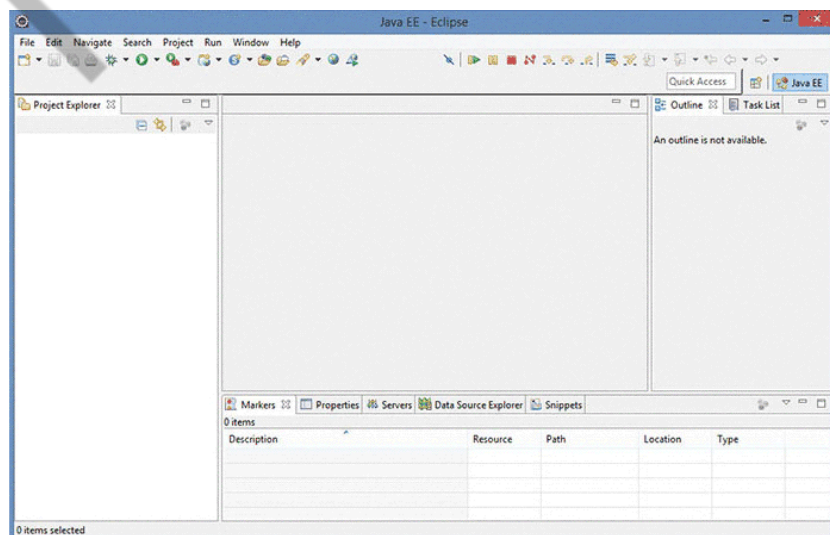 Java EE - Eclipse
File Edit Navigate Search Project Run Window Help
Quick Access
Java EE
Project Explorer
Outline
Task List
An outline is not available.
Markers
Properties
Servers
Data Source Explorer
Snippets
0 items
Description
Resource
Path
Location
Type
0 items selected